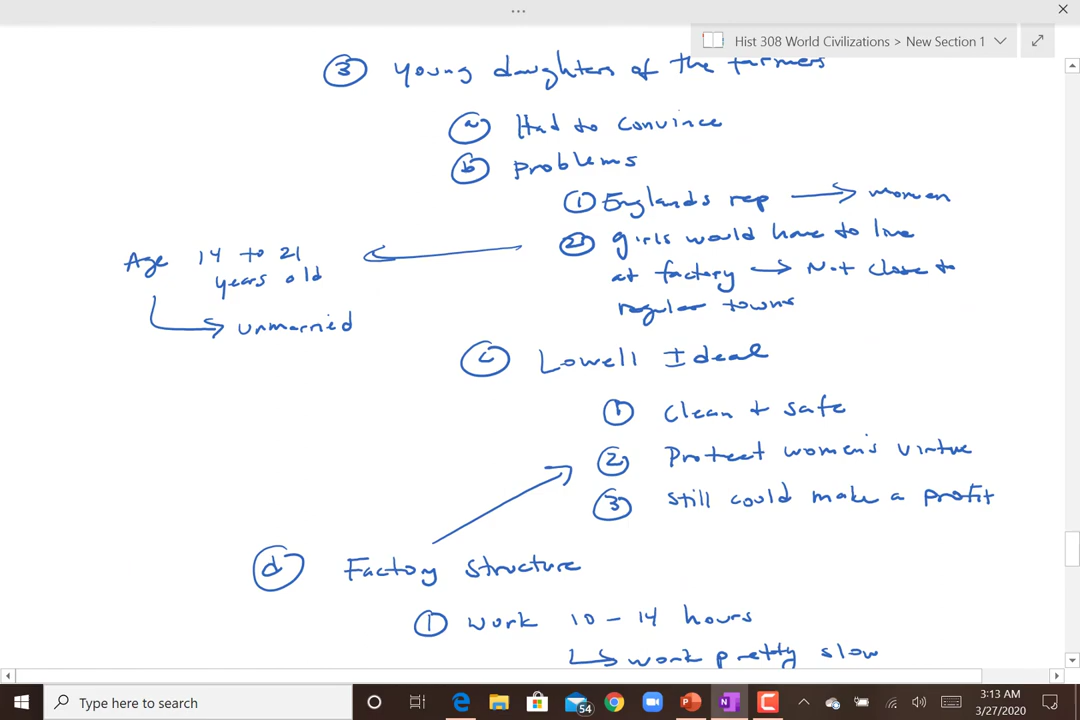 Hist 308 World Civilizations > New Section 1
③ Young daughters of the farmers
ⓐ Had to convince
ⓑ Problems
① Englands rep → women
② girls would have to live
at factory → Not close to
regular towns
Age 14 to 21
years old
↳ unmarried
ⓒ Lowell Ideal
① Clean + safe
② Protect women's virtue
③ Still could make a profit
ⓓ Factory Structure
① Work 10 - 14 hours
↳ work pretty slow
Type here to search
54
3:13 AM
3/27/2020